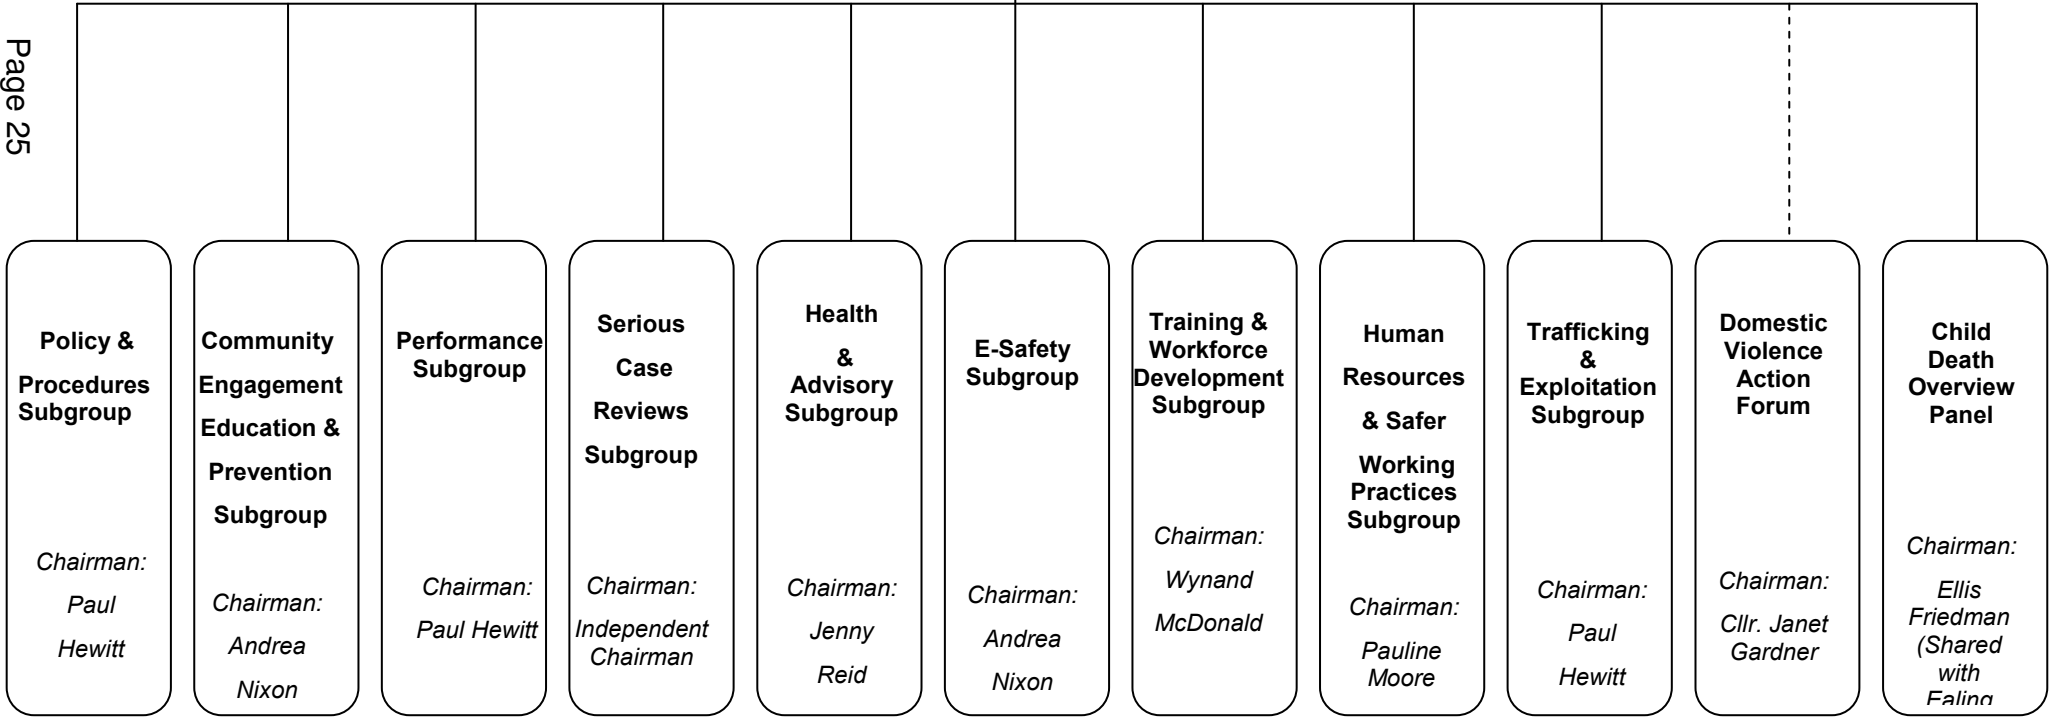 Page 25
Policy &
Procedures
Subgroup
Chairman:
Paul
Hewitt
Community
Engagement
Education &
Prevention
Subgroup
Chairman:
Andrea
Nixon
Performance
Subgroup
Chairman:
Paul Hewitt
Serious
Case
Reviews
Subgroup
Chairman:
Independent
Chairman
Health
&
Advisory
Subgroup
Chairman:
Jenny
Reid
E-Safety
Subgroup
Chairman:
Andrea
Nixon
Training &
Workforce
Development
Subgroup
Chairman:
Wynand
McDonald
Human
Resources
& Safer
Working
Practices
Subgroup
Chairman:
Pauline
Moore
Trafficking
&
Exploitation
Subgroup
Chairman:
Paul
Hewitt
Domestic
Violence
Action
Forum
Chairman:
Cllr. Janet
Gardner
Child
Death
Overview
Panel
Chairman:
Ellis
Friedman
(Shared
with
Ealing